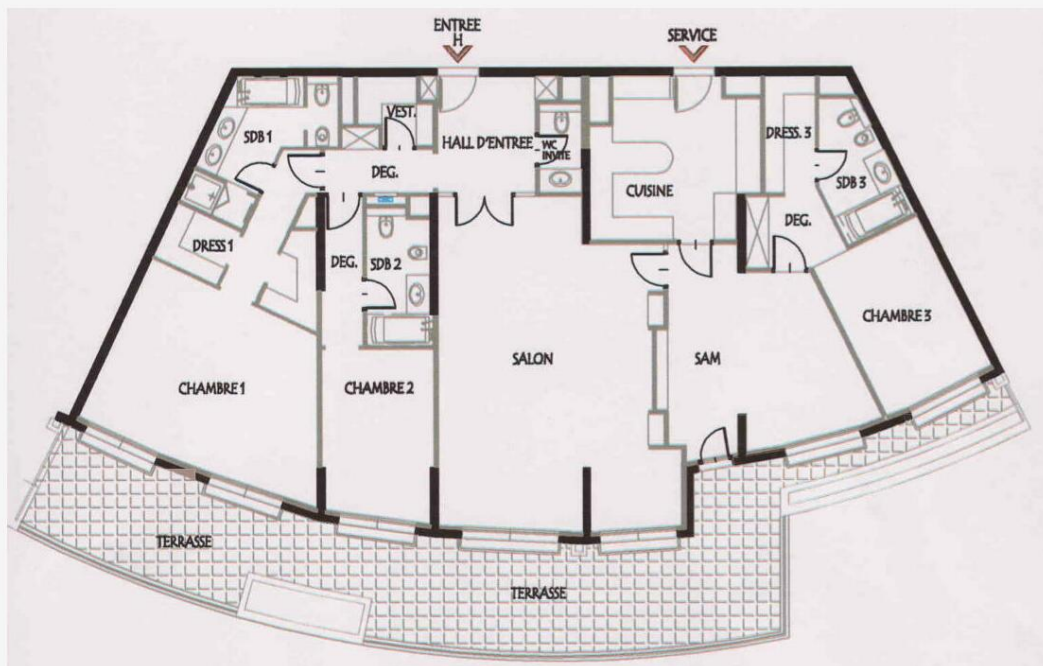 ENTREE
H
SERVICE
SDB 1
VEST.
HALL D'ENTREE
WC
INVITE
DRESS. 3
DEG.
CUISINE
SDB 3
DRESS 1
DEG.
SDB 2
DEG.
CHAMBRE 3
SALON
SAM
CHAMBRE 1
CHAMBRE 2
TERRASSE
TERRASSE